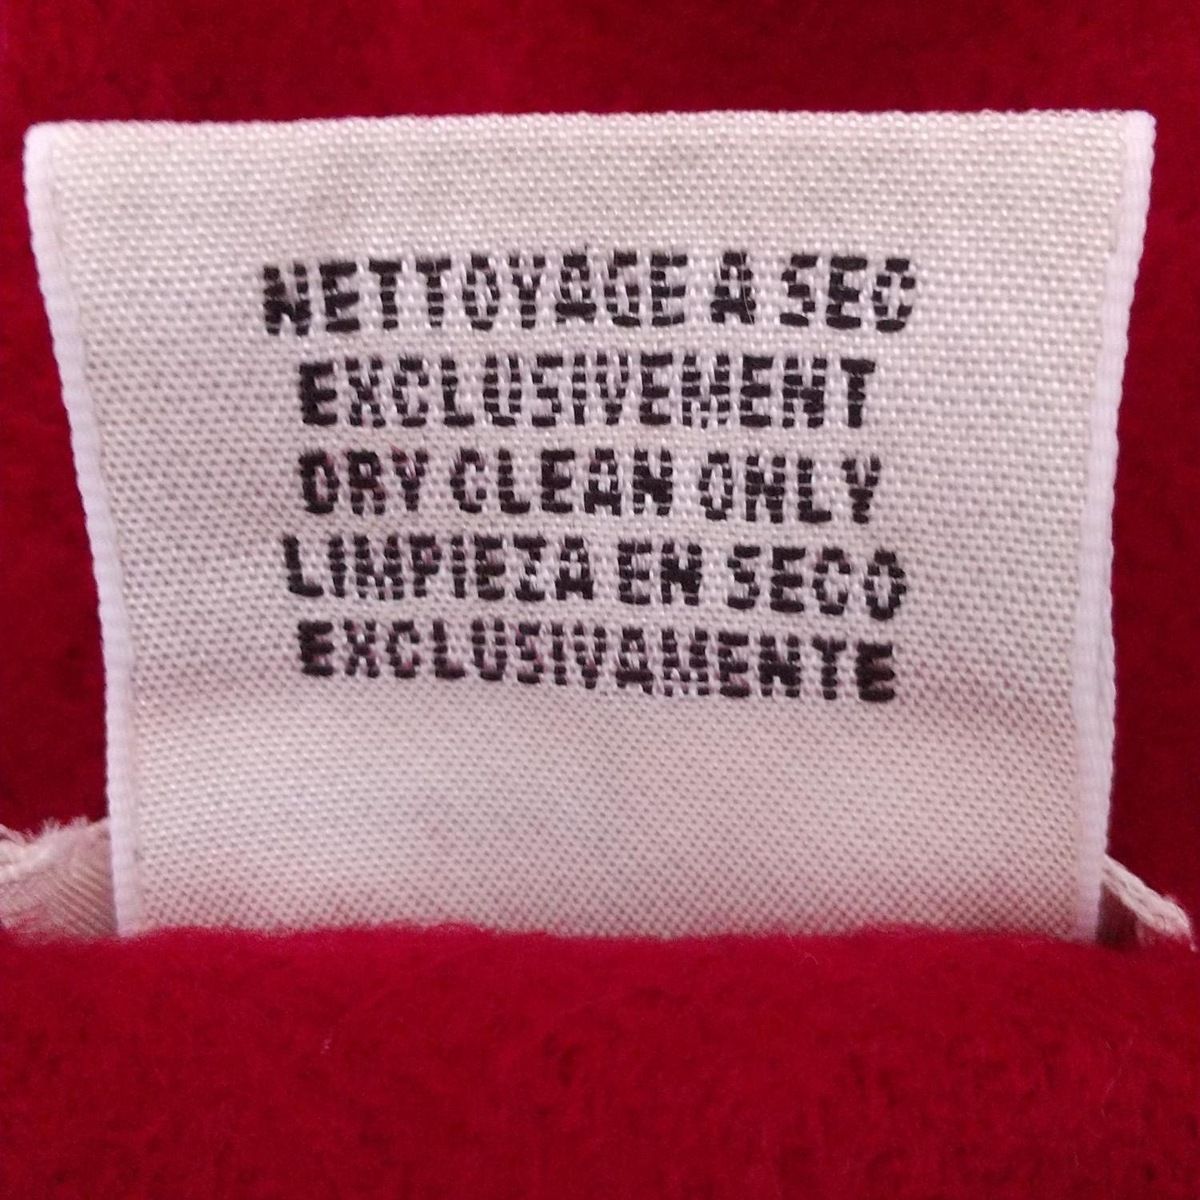 NETTOYAGE A SEC
EXCLUSIVEMENT
DRY CLEAN ONLY
LIMPIEZA EN SECO
EXCLUSIVAMENTE